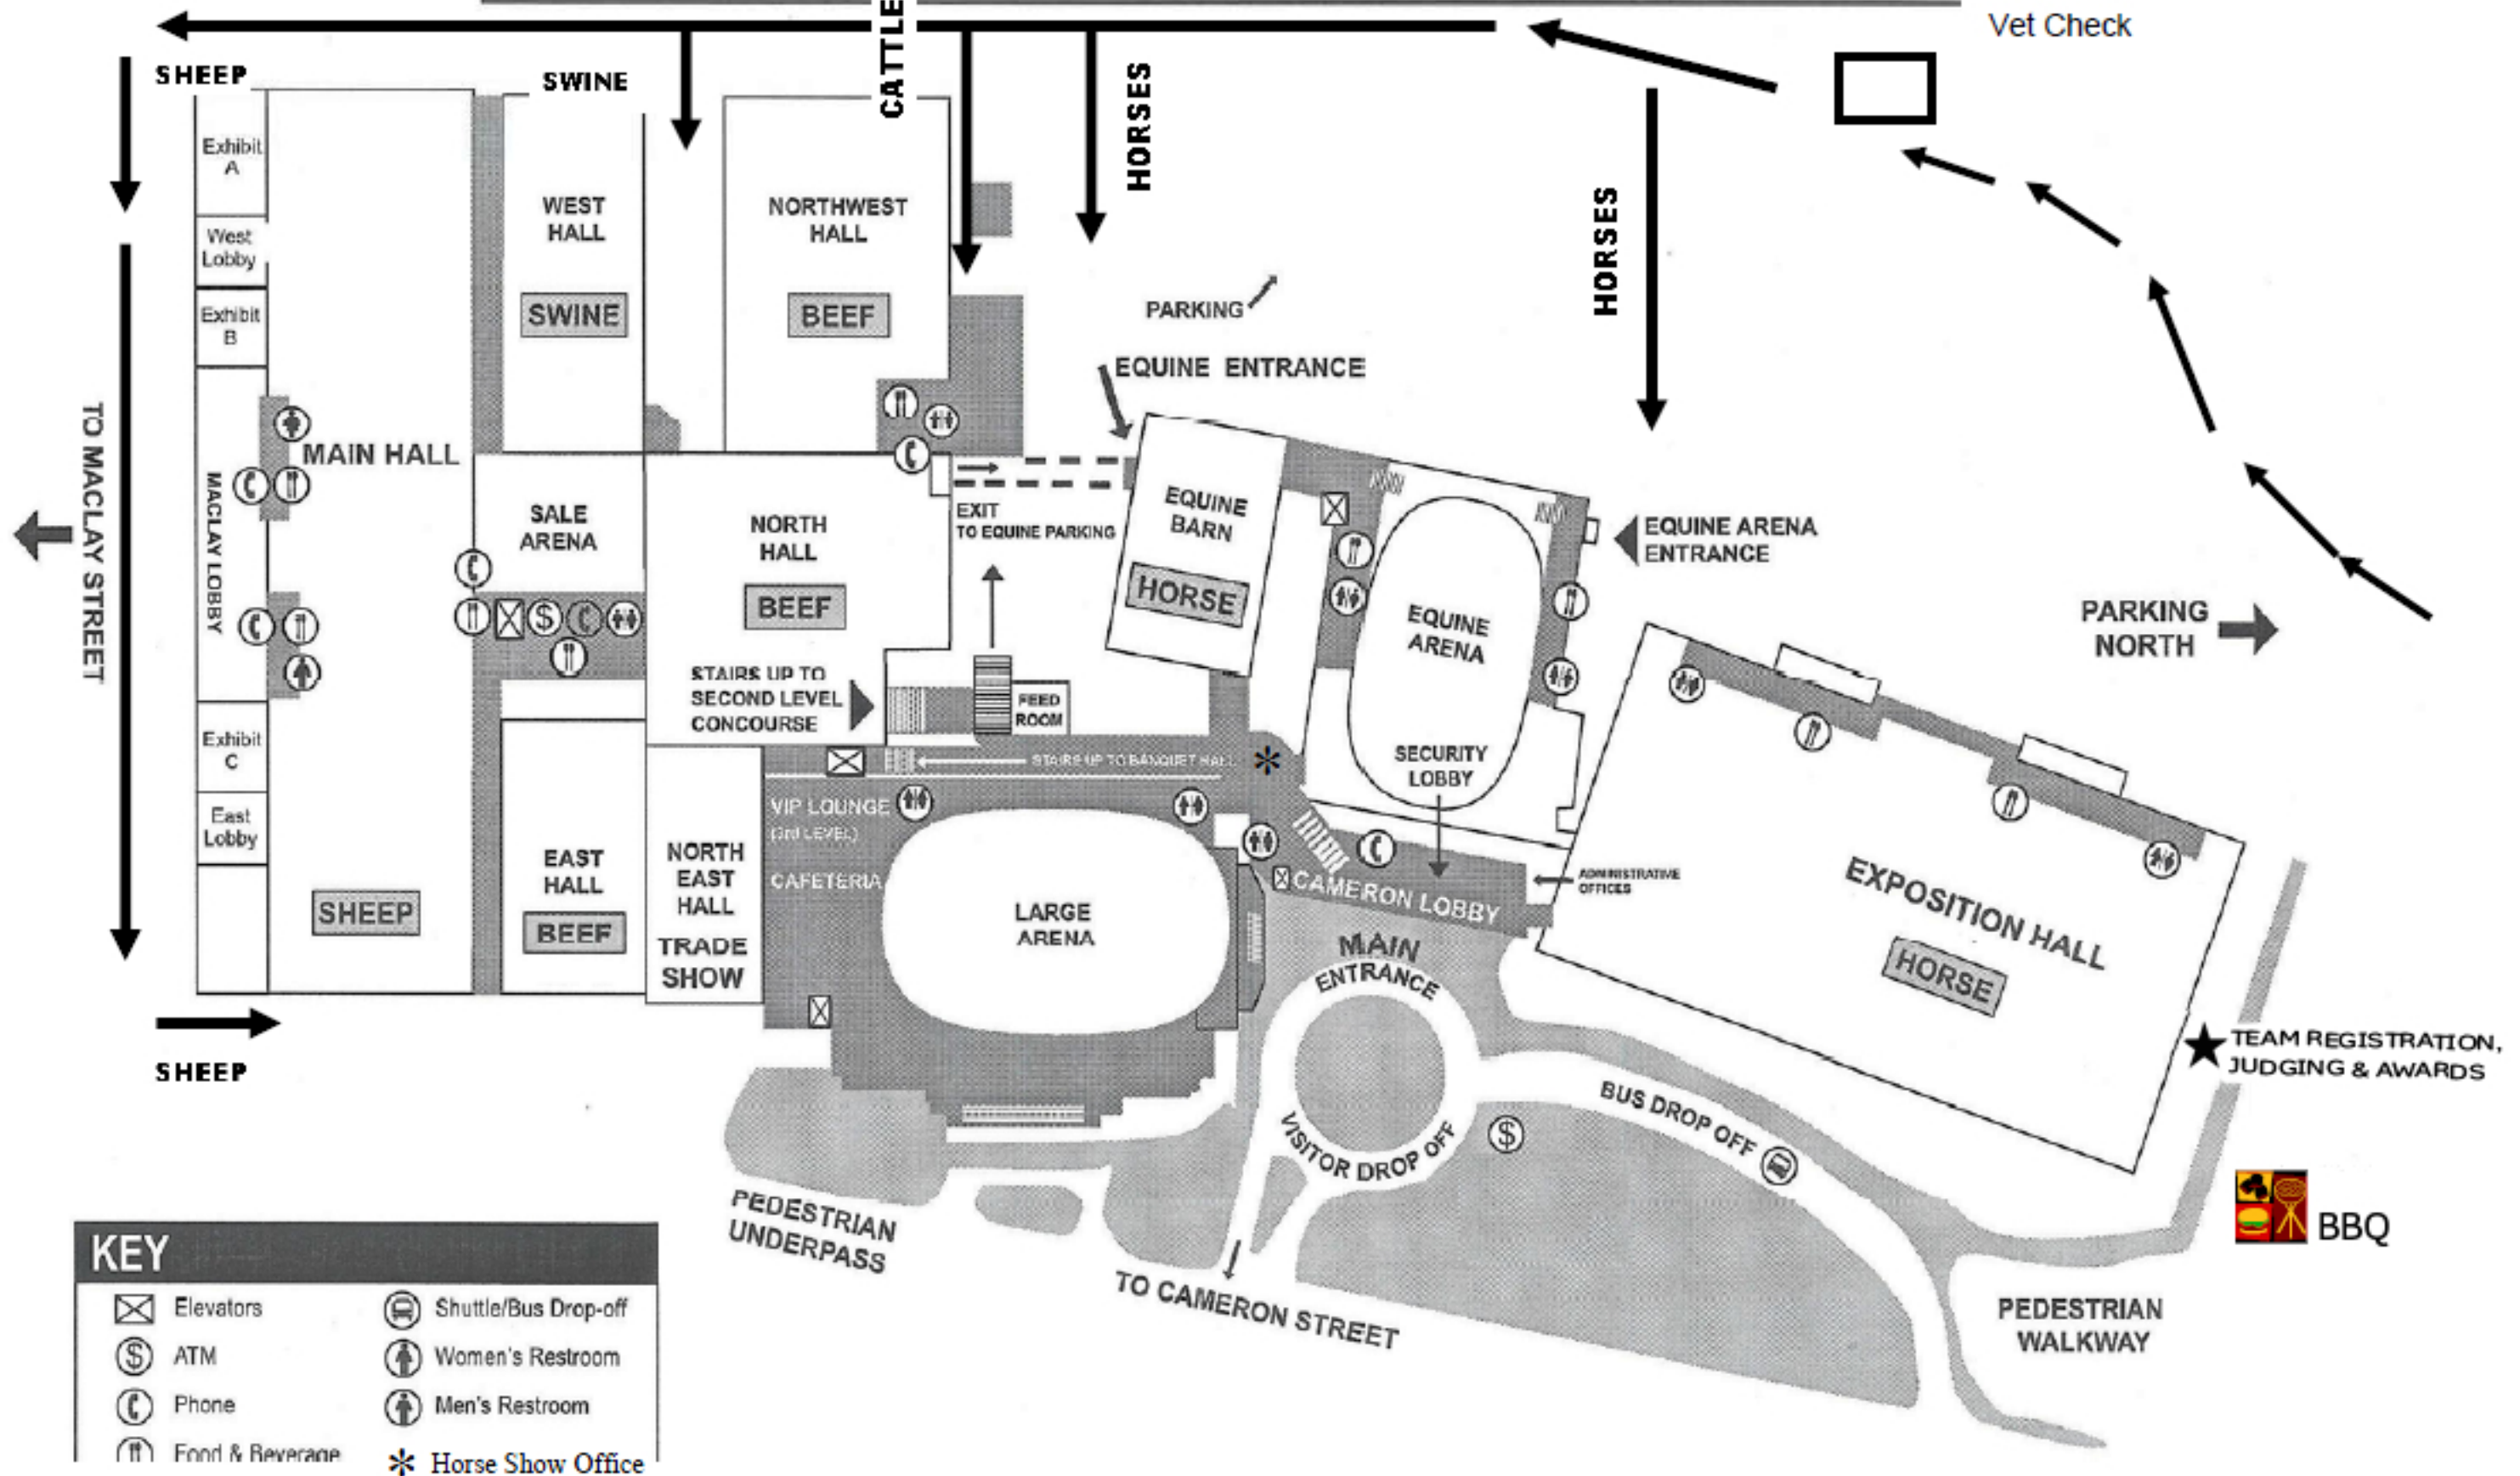 Vet Check
CATTLE
SHEEP
SWINE
HORSES
HORSES
Exhibit
A
West
Lobby
Exhibit
B
WEST
HALL
SWINE
NORTHWEST
HALL
BEEF
PARKING
EQUINE ENTRANCE
TO MACLAY STREET
MACLAY LOBBY
MAIN HALL
SALE
ARENA
NORTH
HALL
BEEF
EXIT
TO EQUINE PARKING
EQUINE
BARN
HORSE
EQUINE
ARENA
EQUINE ARENA
ENTRANCE
PARKING
NORTH
STAIRS UP TO
SECOND LEVEL
CONCOURSE
FEED
ROOM
STAIRS UP TO BANQUET HALL
SECURITY
LOBBY
Exhibit
C
East
Lobby
SHEEP
EAST
HALL
BEEF
NORTH
EAST
HALL
TRADE
SHOW
VIP LOUNGE
(3rd LEVEL)
CAFETERIA
LARGE
ARENA
CAMERON LOBBY
ADMINISTRATIVE
OFFICES
MAIN
ENTRANCE
EXPOSITION HALL
HORSE
TEAM REGISTRATION,
JUDGING & AWARDS
SHEEP
VISITOR DROP OFF
BUS DROP OFF
BBQ
PEDESTRIAN
UNDERPASS
TO CAMERON STREET
PEDESTRIAN
WALKWAY
KEY
Elevators
ATM
Phone
Food & Beverage
Shuttle/Bus Drop-off
Women's Restroom
Men's Restroom
* Horse Show Office